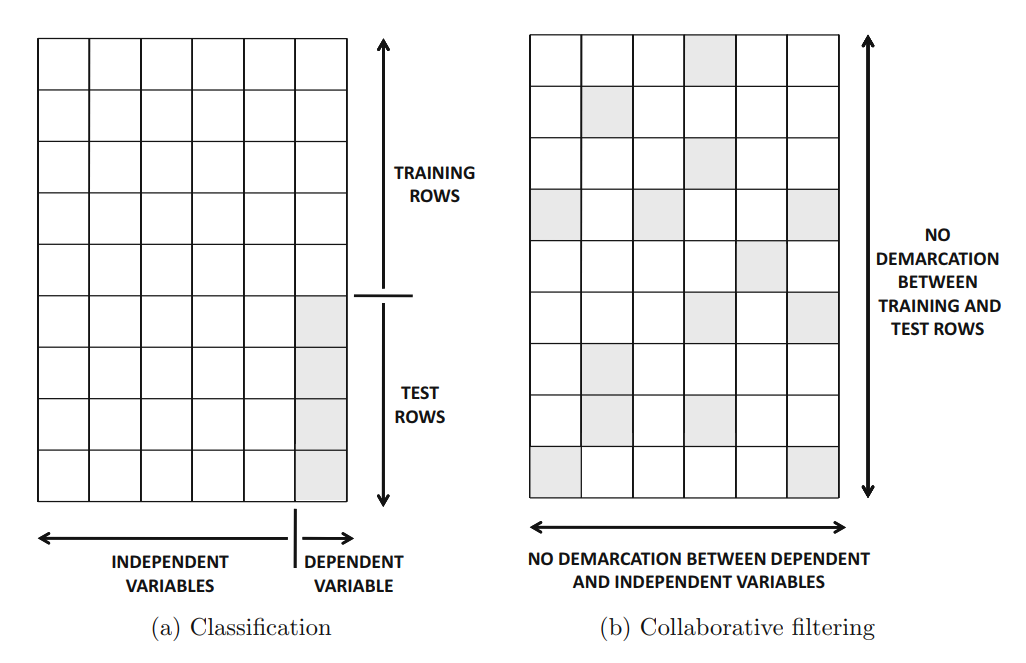 TRAINING
ROWS
TEST
ROWS
INDEPENDENT
VARIABLES
DEPENDENT
VARIABLE
(a) Classification
NO
DEMARCATION
BETWEEN
TRAINING AND
TEST ROWS
NO DEMARCATION BETWEEN DEPENDENT
AND INDEPENDENT VARIABLES
(b) Collaborative filtering